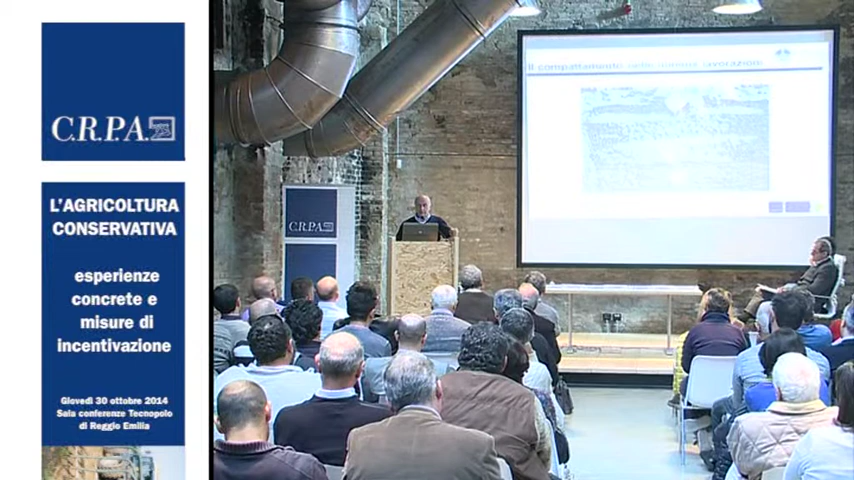 C.R.P.A.
L'AGRICOLTURA
CONSERVATIVA
esperienze
concrete e
misure di
incentivazione
Giovedì 30 ottobre 2014
Sala conferenze Tecnopolo
di Reggio Emilia
C.R.P.A.
Il compattamento